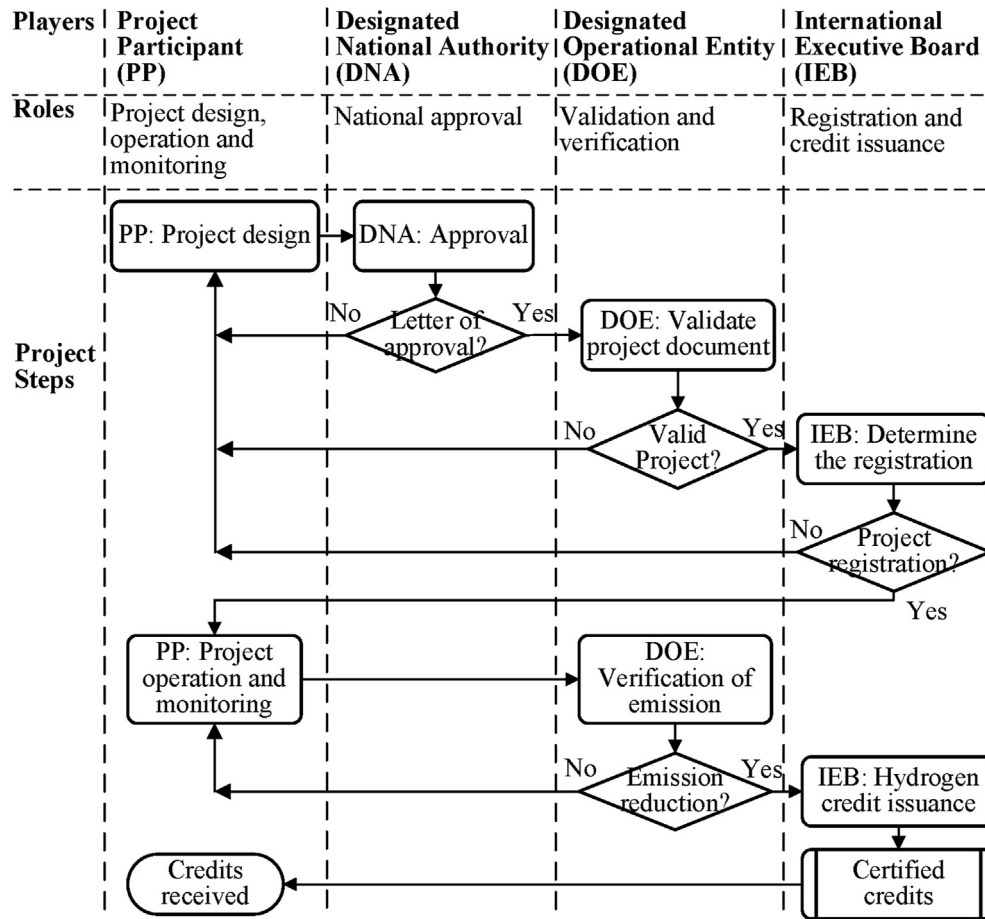 Players
Project
Participant
(PP)
Designated
National Authority
(DNA)
Designated
Operational Entity
(DOE)
International
Executive Board
(IEB)
Roles
Project design,
operation and
monitoring
National approval
Validation and
verification
Registration and
credit issuance
Project
Steps
PP: Project design
DNA: Approval
No
Letter of
approval?
Yes
DOE: Validate
project document
No
Valid
Project?
Yes
IEB: Determine
the registration
No
Project
registration?
Yes
PP: Project
operation and
monitoring
DOE:
Verification of
emission
No
Emission
reduction?
Yes
IEB: Hydrogen
credit issuance
Credits
received
Certified
credits